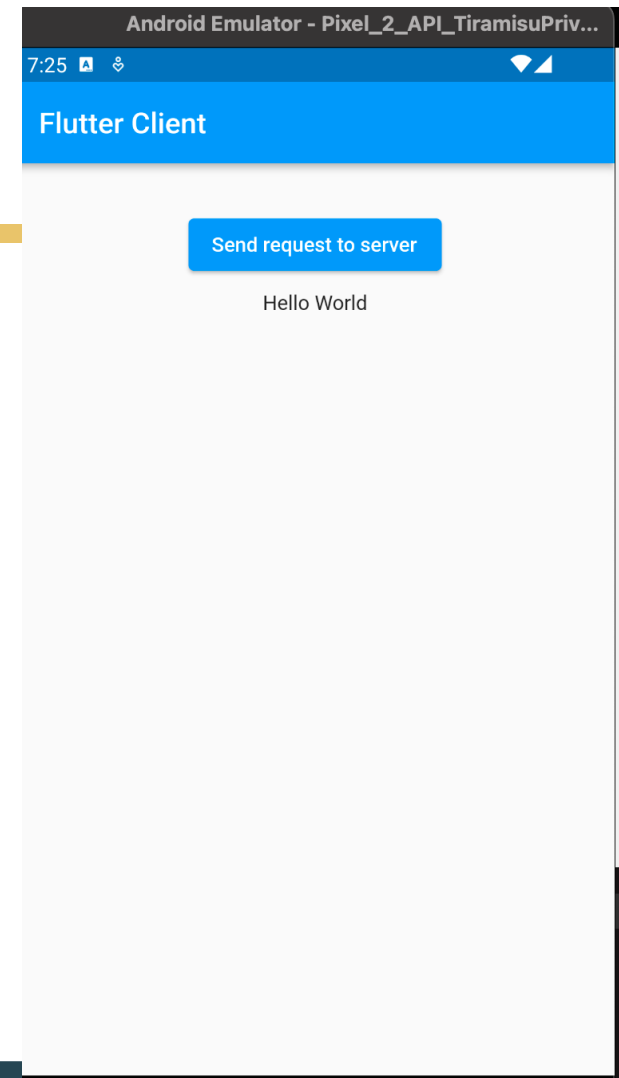 Android Emulator - Pixel_2_API_TiramisuPriv...
7:25 A
Flutter Client
Send request to server
Hello World